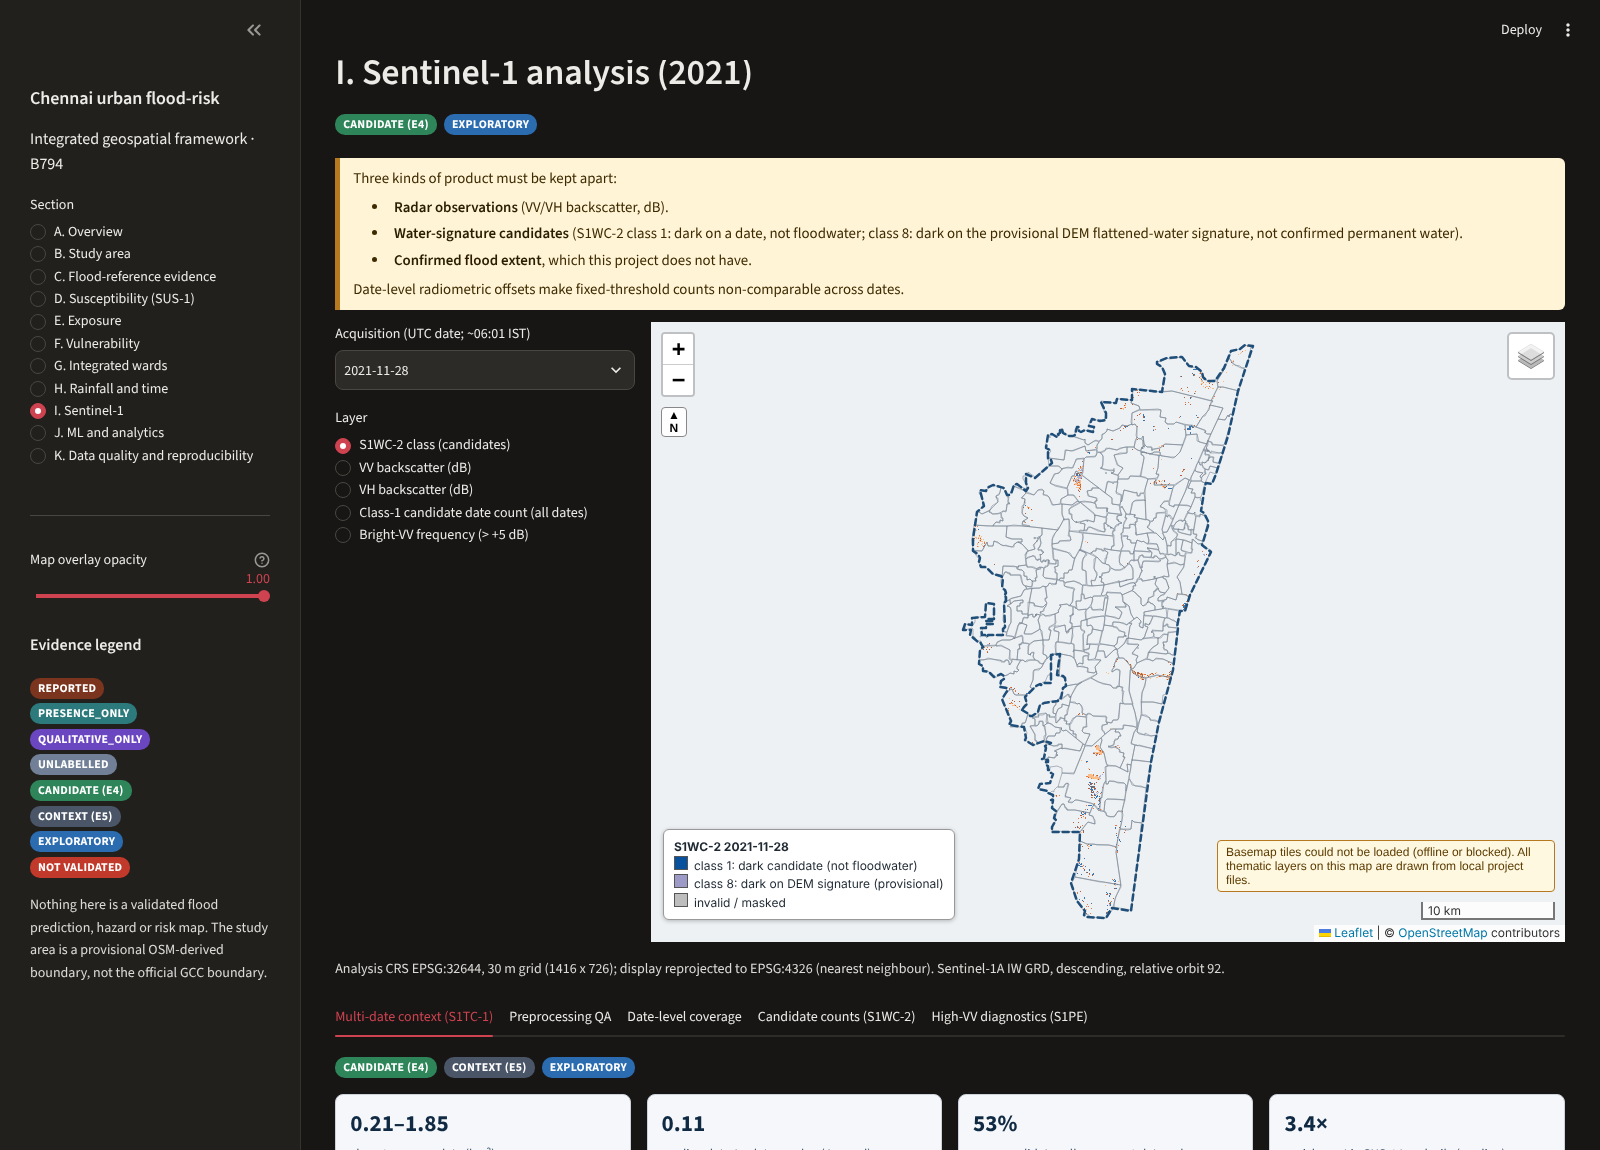 Deploy
Chennai urban flood-risk
Integrated geospatial framework ·
B794
Section
A. Overview
B. Study area
C. Flood-reference evidence
D. Susceptibility (SUS-1)
E. Exposure
F. Vulnerability
G. Integrated wards
H. Rainfall and time
I. Sentinel-1
J. ML and analytics
K. Data quality and reproducibility
Map overlay opacity
1.00
Evidence legend
REPORTED
PRESENCE_ONLY
QUALITATIVE_ONLY
UNLABELLED
CANDIDATE (E4)
CONTEXT (E5)
EXPLORATORY
NOT VALIDATED
Nothing here is a validated flood
prediction, hazard or risk map. The study
area is a provisional OSM-derived
boundary, not the official GCC boundary.
I. Sentinel-1 analysis (2021)
CANDIDATE (E4) EXPLORATORY
Three kinds of product must be kept apart:
• Radar observations (VV/VH backscatter, dB).
• Water-signature candidates (S1WC-2 class 1: dark on a date, not floodwater; class 8: dark on the provisional DEM flattened-water signature, not confirmed permanent water).
• Confirmed flood extent, which this project does not have.
Date-level radiometric offsets make fixed-threshold counts non-comparable across dates.
Acquisition (UTC date; ~06:01 IST)
2021-11-28
Layer
S1WC-2 class (candidates)
VV backscatter (dB)
VH backscatter (dB)
Class-1 candidate date count (all dates)
Bright-VV frequency (> +5 dB)
+
−
▲
N
S1WC-2 2021-11-28
class 1: dark candidate (not floodwater)
class 8: dark on DEM signature (provisional)
invalid / masked
Basemap tiles could not be loaded (offline or blocked). All
thematic layers on this map are drawn from local project
files.
10 km
Leaflet | © OpenStreetMap contributors
Analysis CRS EPSG:32644, 30 m grid (1416 x 726); display reprojected to EPSG:4326 (nearest neighbour). Sentinel-1A IW GRD, descending, relative orbit 92.
Multi-date context (S1TC-1) Preprocessing QA Date-level coverage Candidate counts (S1WC-2) High-VV diagnostics (S1PE)
CANDIDATE (E4) CONTEXT (E5) EXPLORATORY
0.21–1.85
0.11
53%
3.4×